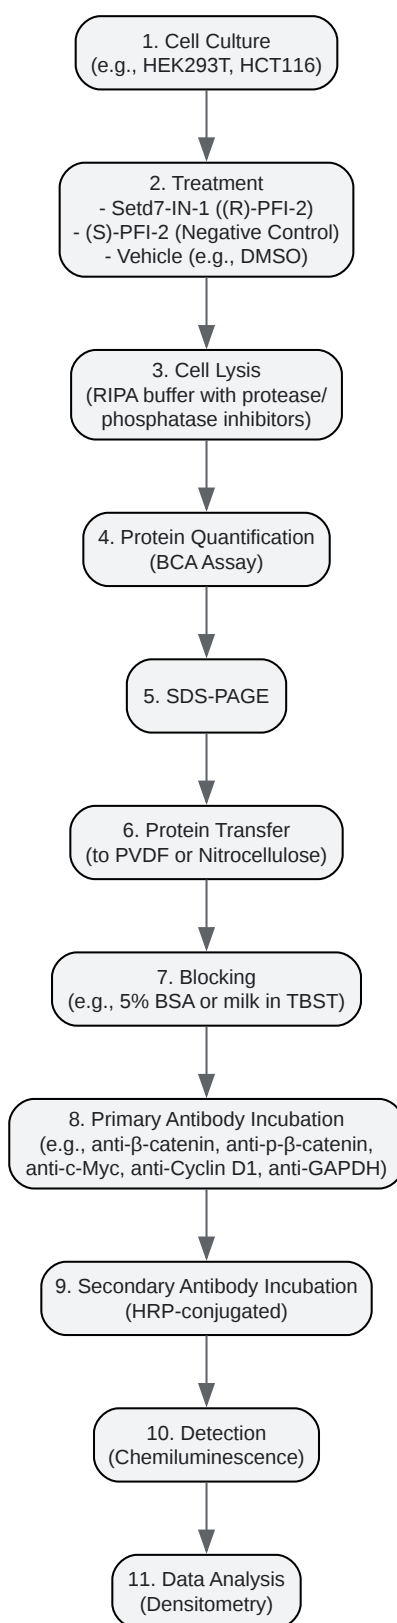 1. Cell Culture
(e.g., HEK293T, HCT116)
2. Treatment
- Setd7-IN-1 ((R)-PFI-2)
- (S)-PFI-2 (Negative Control)
- Vehicle (e.g., DMSO)
3. Cell Lysis
(RIPA buffer with protease/
phosphatase inhibitors)
4. Protein Quantification
(BCA Assay)
5. SDS-PAGE
6. Protein Transfer
(to PVDF or Nitrocellulose)
7. Blocking
(e.g., 5% BSA or milk in TBST)
8. Primary Antibody Incubation
(e.g., anti-β-catenin, anti-p-β-catenin,
anti-c-Myc, anti-Cyclin D1, anti-GAPDH)
9. Secondary Antibody Incubation
(HRP-conjugated)
10. Detection
(Chemiluminescence)
11. Data Analysis
(Densitometry)